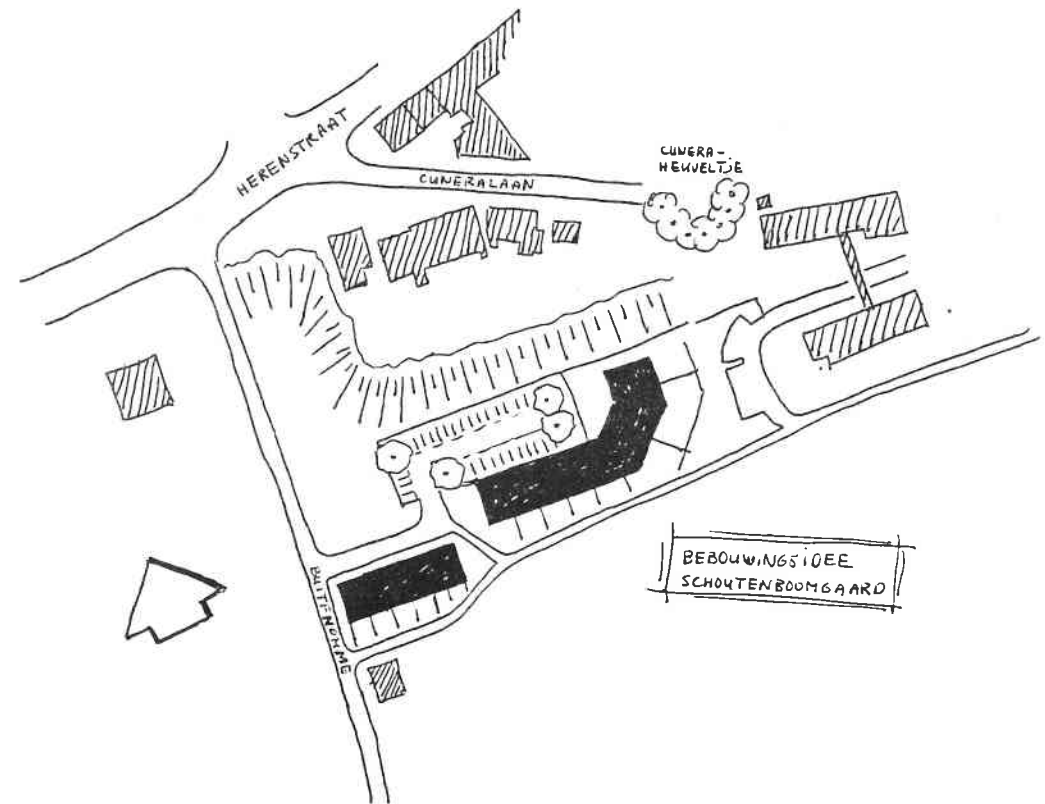 HERENSTRAAT
CUNERALAAN
CUNERA-
HEUVELTJE
BUITENOMME
BEBOUWINGSIDEE
SCHOUTENBOOMGAARD